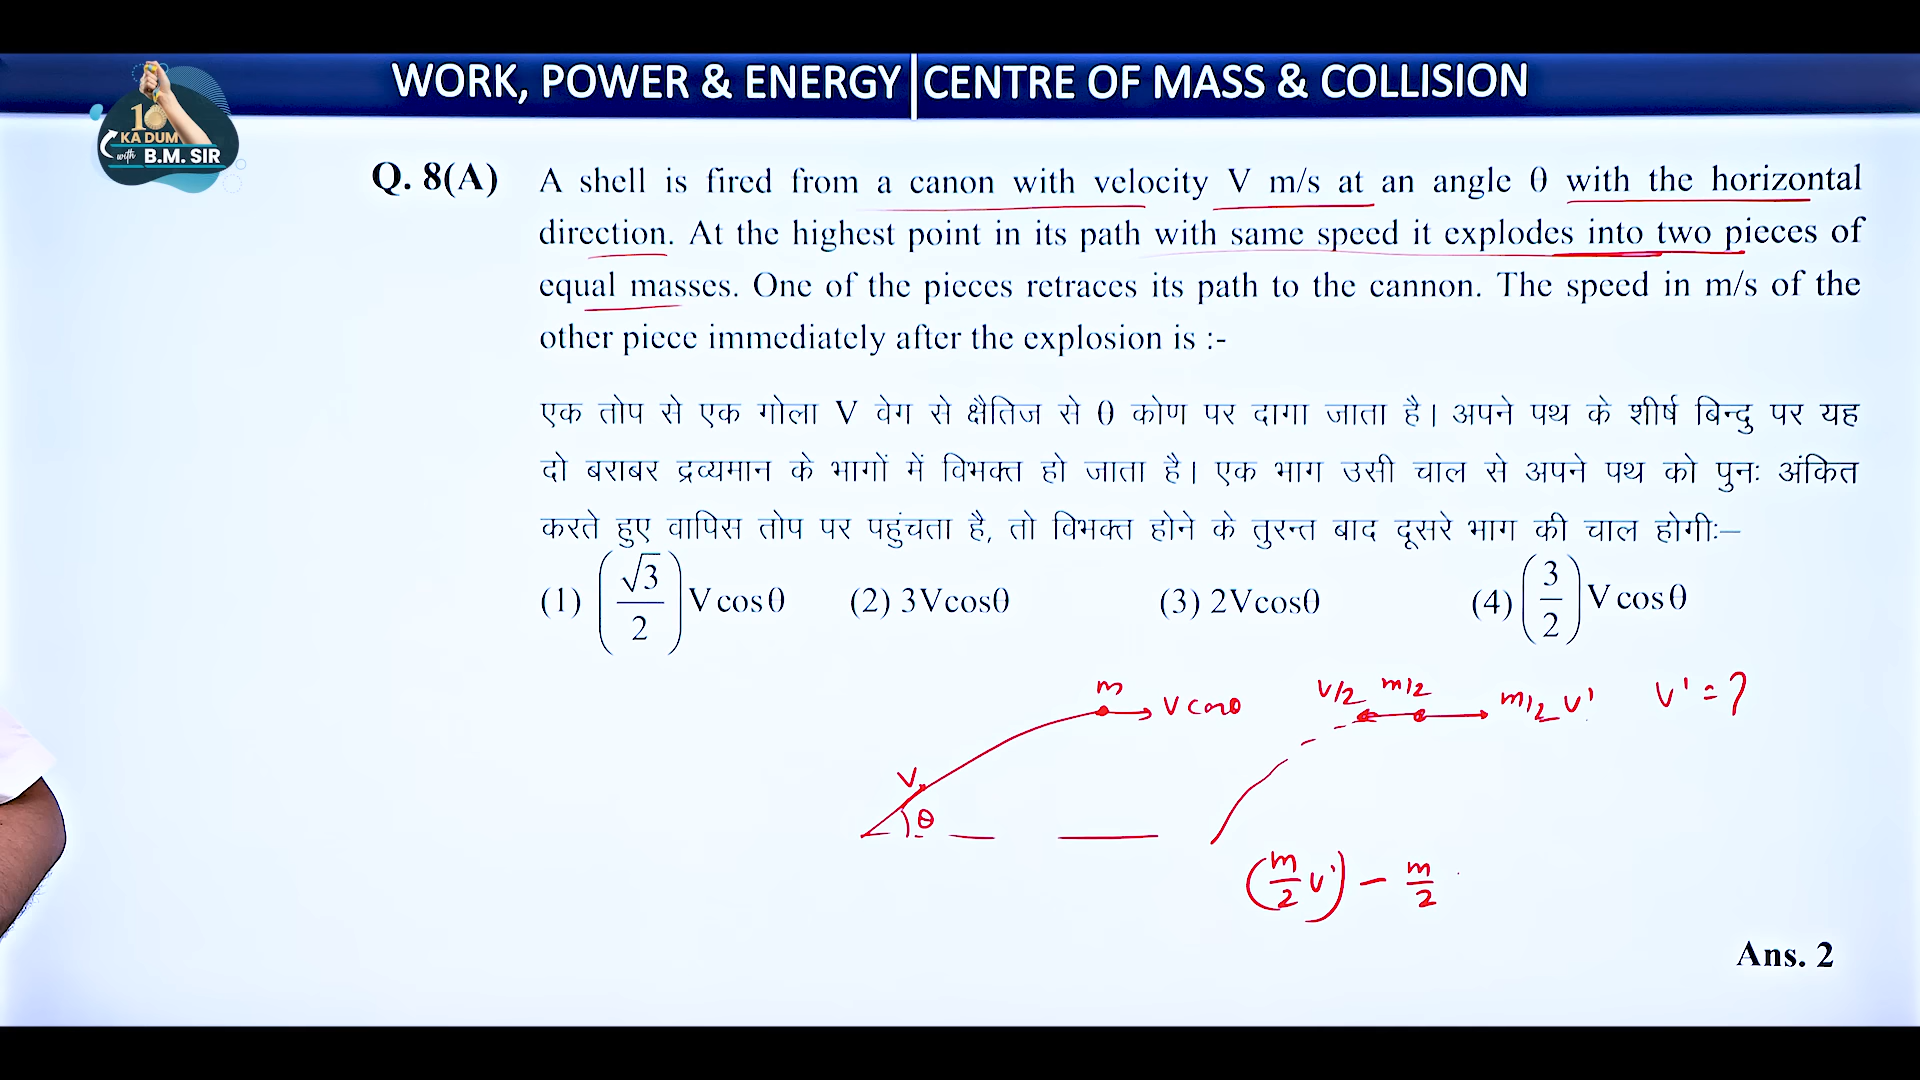 WORK, POWER & ENERGY CENTRE OF MASS & COLLISION
10
KA DUM
with B.M. SIR
Q. 8(A) A shell is fired from a canon with velocity V m/s at an angle θ with the horizontal
direction. At the highest point in its path with same speed it explodes into two pieces of
equal masses. One of the pieces retraces its path to the cannon. The speed in m/s of the
other piece immediately after the explosion is :-
एक तोप से एक गोला V वेग से क्षैतिज से θ कोण पर दागा जाता है। अपने पथ के शीर्ष बिन्दु पर यह
दो बराबर द्रव्यमान के भागों में विभक्त हो जाता है। एक भाग उसी चाल से अपने पथ को पुनः अंकित
करते हुए वापिस तोप पर पहुंचता है, तो विभक्त होने के तुरन्त बाद दूसरे भाग की चाल होगीः–
(1) (√3/2) V cosθ (2) 3Vcosθ (3) 2Vcosθ (4) (3/2) V cosθ
m V cosθ V/2 m/2 m/2 V' V' = ?
V θ
(m/2 V') − m/2
Ans. 2